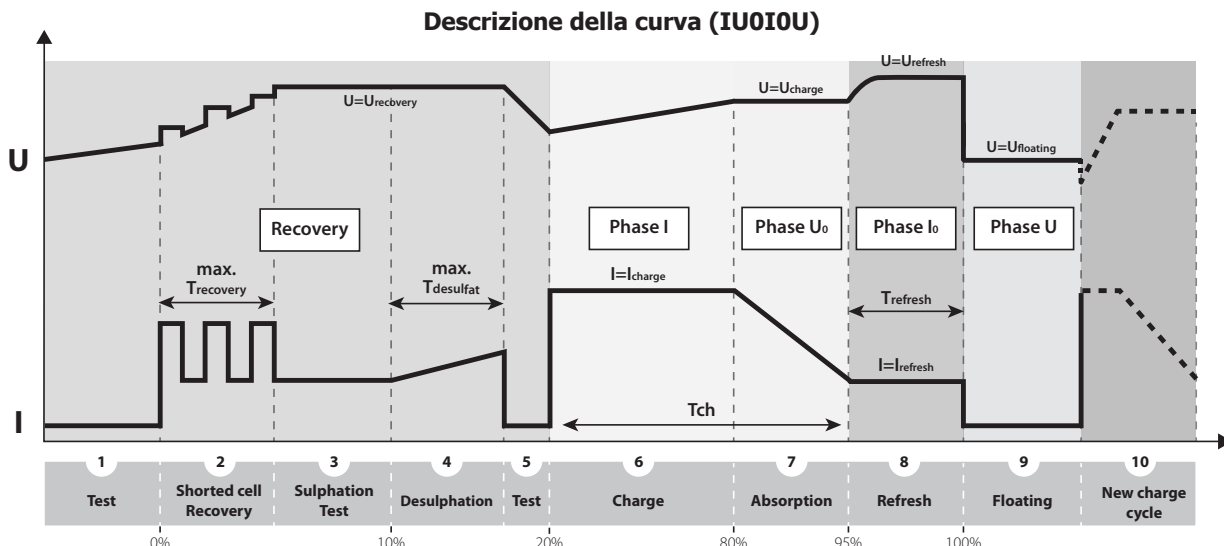 Descrizione della curva (IU0I0U)
U=Urefresh
U=Urecovery
U=Ucharge
U=Ufloating
U
Recovery
Phase I
Phase U0
Phase I0
Phase U
max.
Trecovery
max.
Tdesulfat
I=Icharge
Trefresh
I=Irefresh
Tch
I
1
2
3
4
5
6
7
8
9
10
Test
Shorted cell
Recovery
Sulphation
Test
Desulphation
Test
Charge
Absorption
Refresh
Floating
New charge
cycle
0%
10%
20%
80%
95%
100%